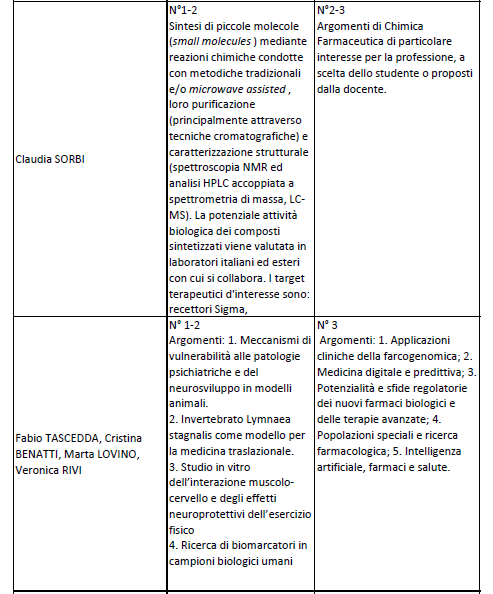 N°1-2
Sintesi di piccole molecole
(small molecules ) mediante
reazioni chimiche condotte
con metodiche tradizionali
e/o microwave assisted ,
loro purificazione
(principalmente attraverso
tecniche cromatografiche) e
caratterizzazione strutturale
(spettroscopia NMR ed
analisi HPLC accoppiata a
spettrometria di massa, LC-
MS). La potenziale attività
biologica dei composti
sintetizzati viene valutata in
laboratori italiani ed esteri
con cui si collabora. I target
terapeutici d'interesse sono:
recettori Sigma,
N°2-3
Argomenti di Chimica
Farmaceutica di particolare
interesse per la professione, a
scelta dello studente o proposti
dalla docente.
Claudia SORBI
N° 1-2
Argomenti: 1. Meccanismi di
vulnerabilità alle patologie
psichiatriche e del
neurosviluppo in modelli
animali.
2. Invertebrato Lymnaea
stagnalis come modello per
la medicina traslazionale.
3. Studio in vitro
dell'interazione muscolo-
cervello e degli effetti
neuroprotettivi dell'esercizio
fisico
4. Ricerca di biomarcatori in
campioni biologici umani
N° 3
Argomenti: 1. Applicazioni
cliniche della farcogenomica; 2.
Medicina digitale e predittiva; 3.
Potenzialità e sfide regolatorie
dei nuovi farmaci biologici e
delle terapie avanzate; 4.
Popolazioni speciali e ricerca
farmacologica; 5. Intelligenza
artificiale, farmaci e salute.
Fabio TASCEDDA, Cristina
BENATTI, Marta LOVINO,
Veronica RIVI